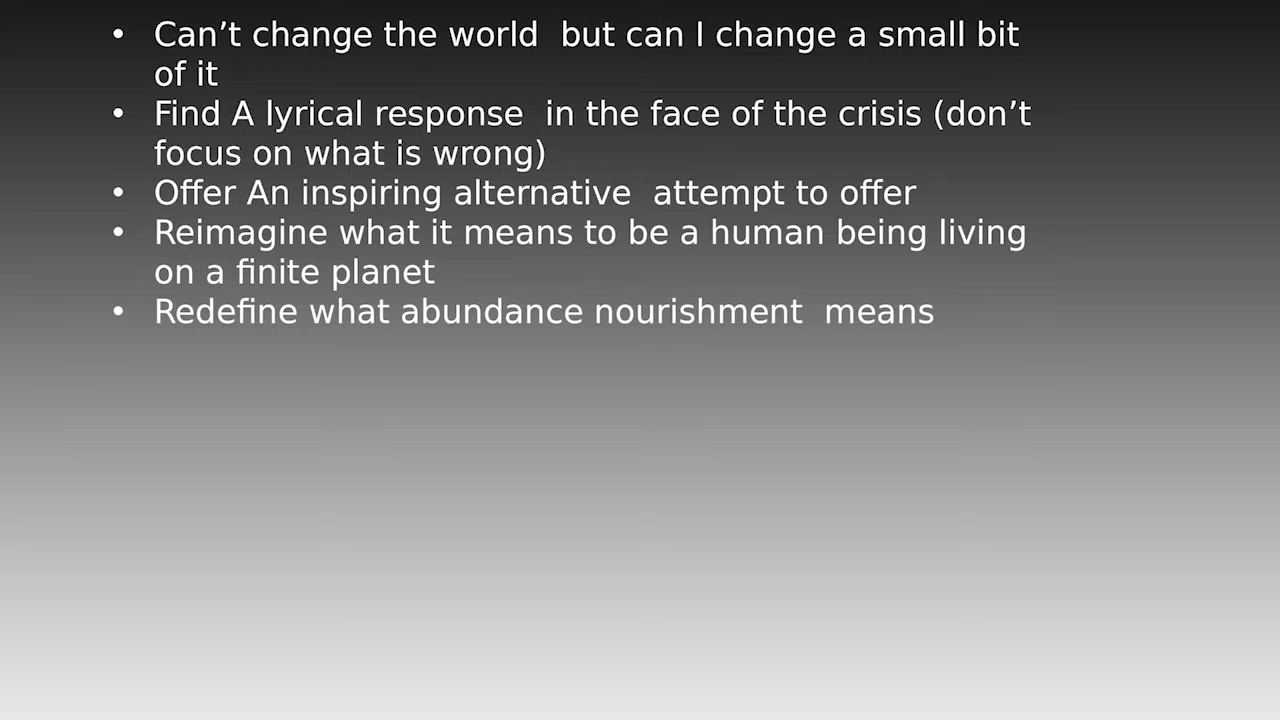 • Can’t change the world  but can I change a small bit
of it
• Find A lyrical response  in the face of the crisis (don’t
focus on what is wrong)
• Offer An inspiring alternative  attempt to offer
• Reimagine what it means to be a human being living
on a finite planet
• Redefine what abundance nourishment  means